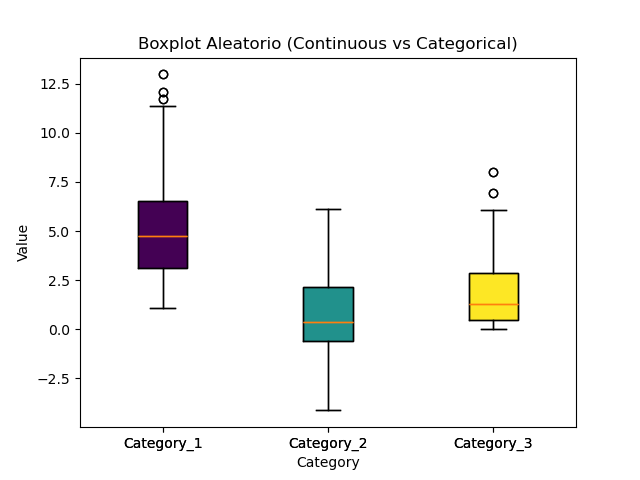 Boxplot Aleatorio (Continuous vs Categorical)
12.5
10.0
7.5
5.0
2.5
0.0
−2.5
Value
Category_1
Category_2
Category_3
Category